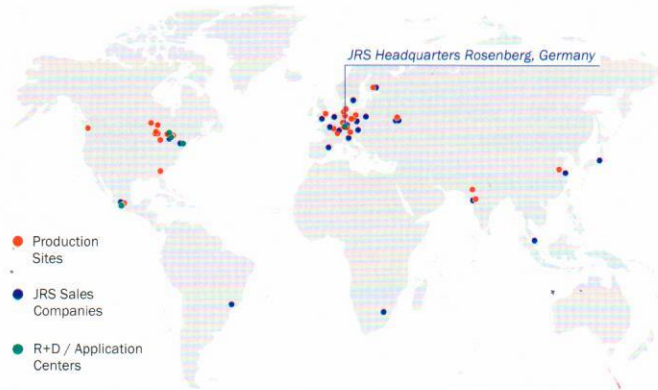 JRS Headquarters Rosenberg, Germany
Production
Sites
JRS Sales
Companies
R+D / Application
Centers